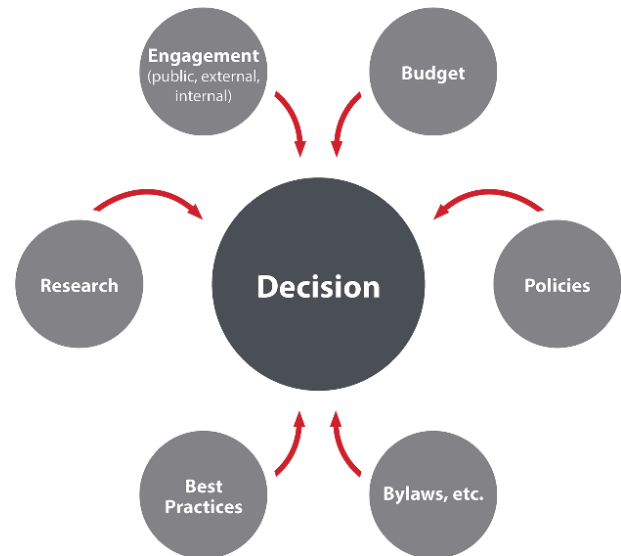 Engagement
(public, external,
internal)
Budget
Research
Decision
Policies
Best
Practices
Bylaws, etc.